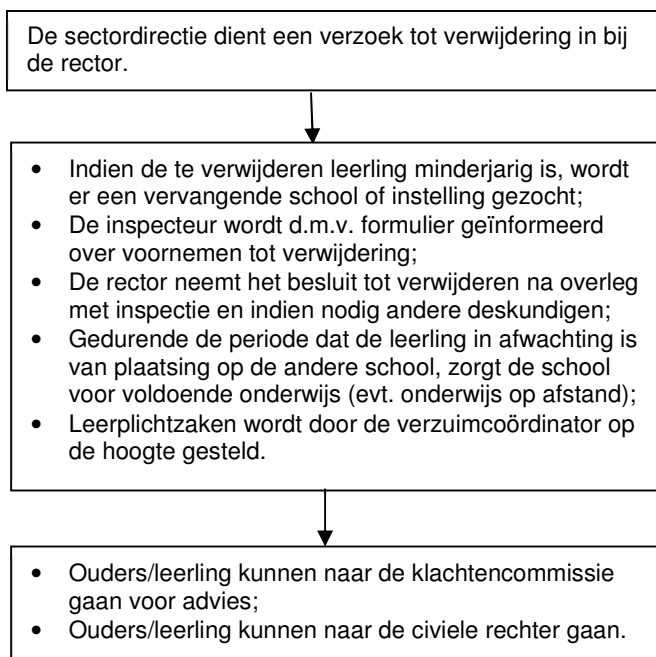 De sectordirectie dient een verzoek tot verwijdering in bij
de rector.
• Indien de te verwijderen leerling minderjarig is, wordt
er een vervangende school of instelling gezocht;
• De inspecteur wordt d.m.v. formulier geïnformeerd
over voornemen tot verwijdering;
• De rector neemt het besluit tot verwijderen na overleg
met inspectie en indien nodig andere deskundigen;
• Gedurende de periode dat de leerling in afwachting is
van plaatsing op de andere school, zorgt de school
voor voldoende onderwijs (evt. onderwijs op afstand);
• Leerplichtzaken wordt door de verzuimcoördinator op
de hoogte gesteld.
• Ouders/leerling kunnen naar de klachtencommissie
gaan voor advies;
• Ouders/leerling kunnen naar de civiele rechter gaan.